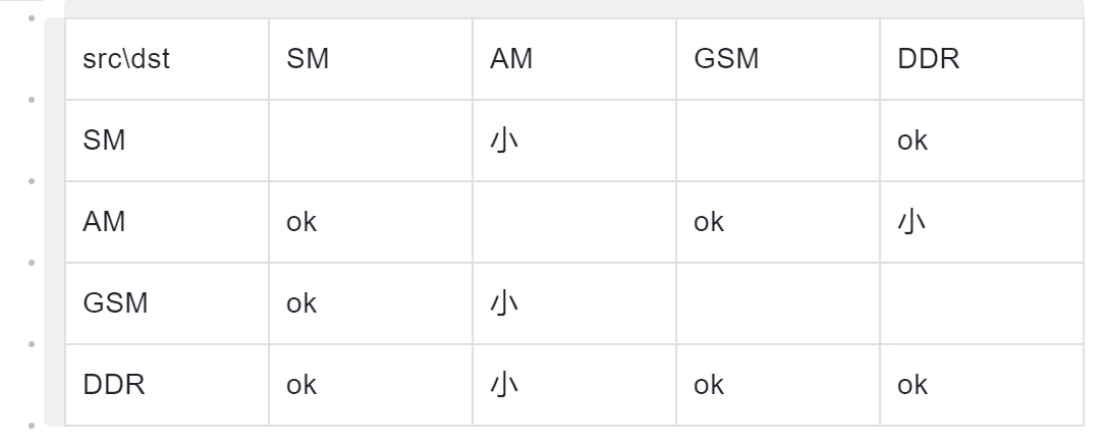 src\dst SM AM GSM DDR
SM 小 ok
AM ok ok 小
GSM ok 小
DDR ok 小 ok ok